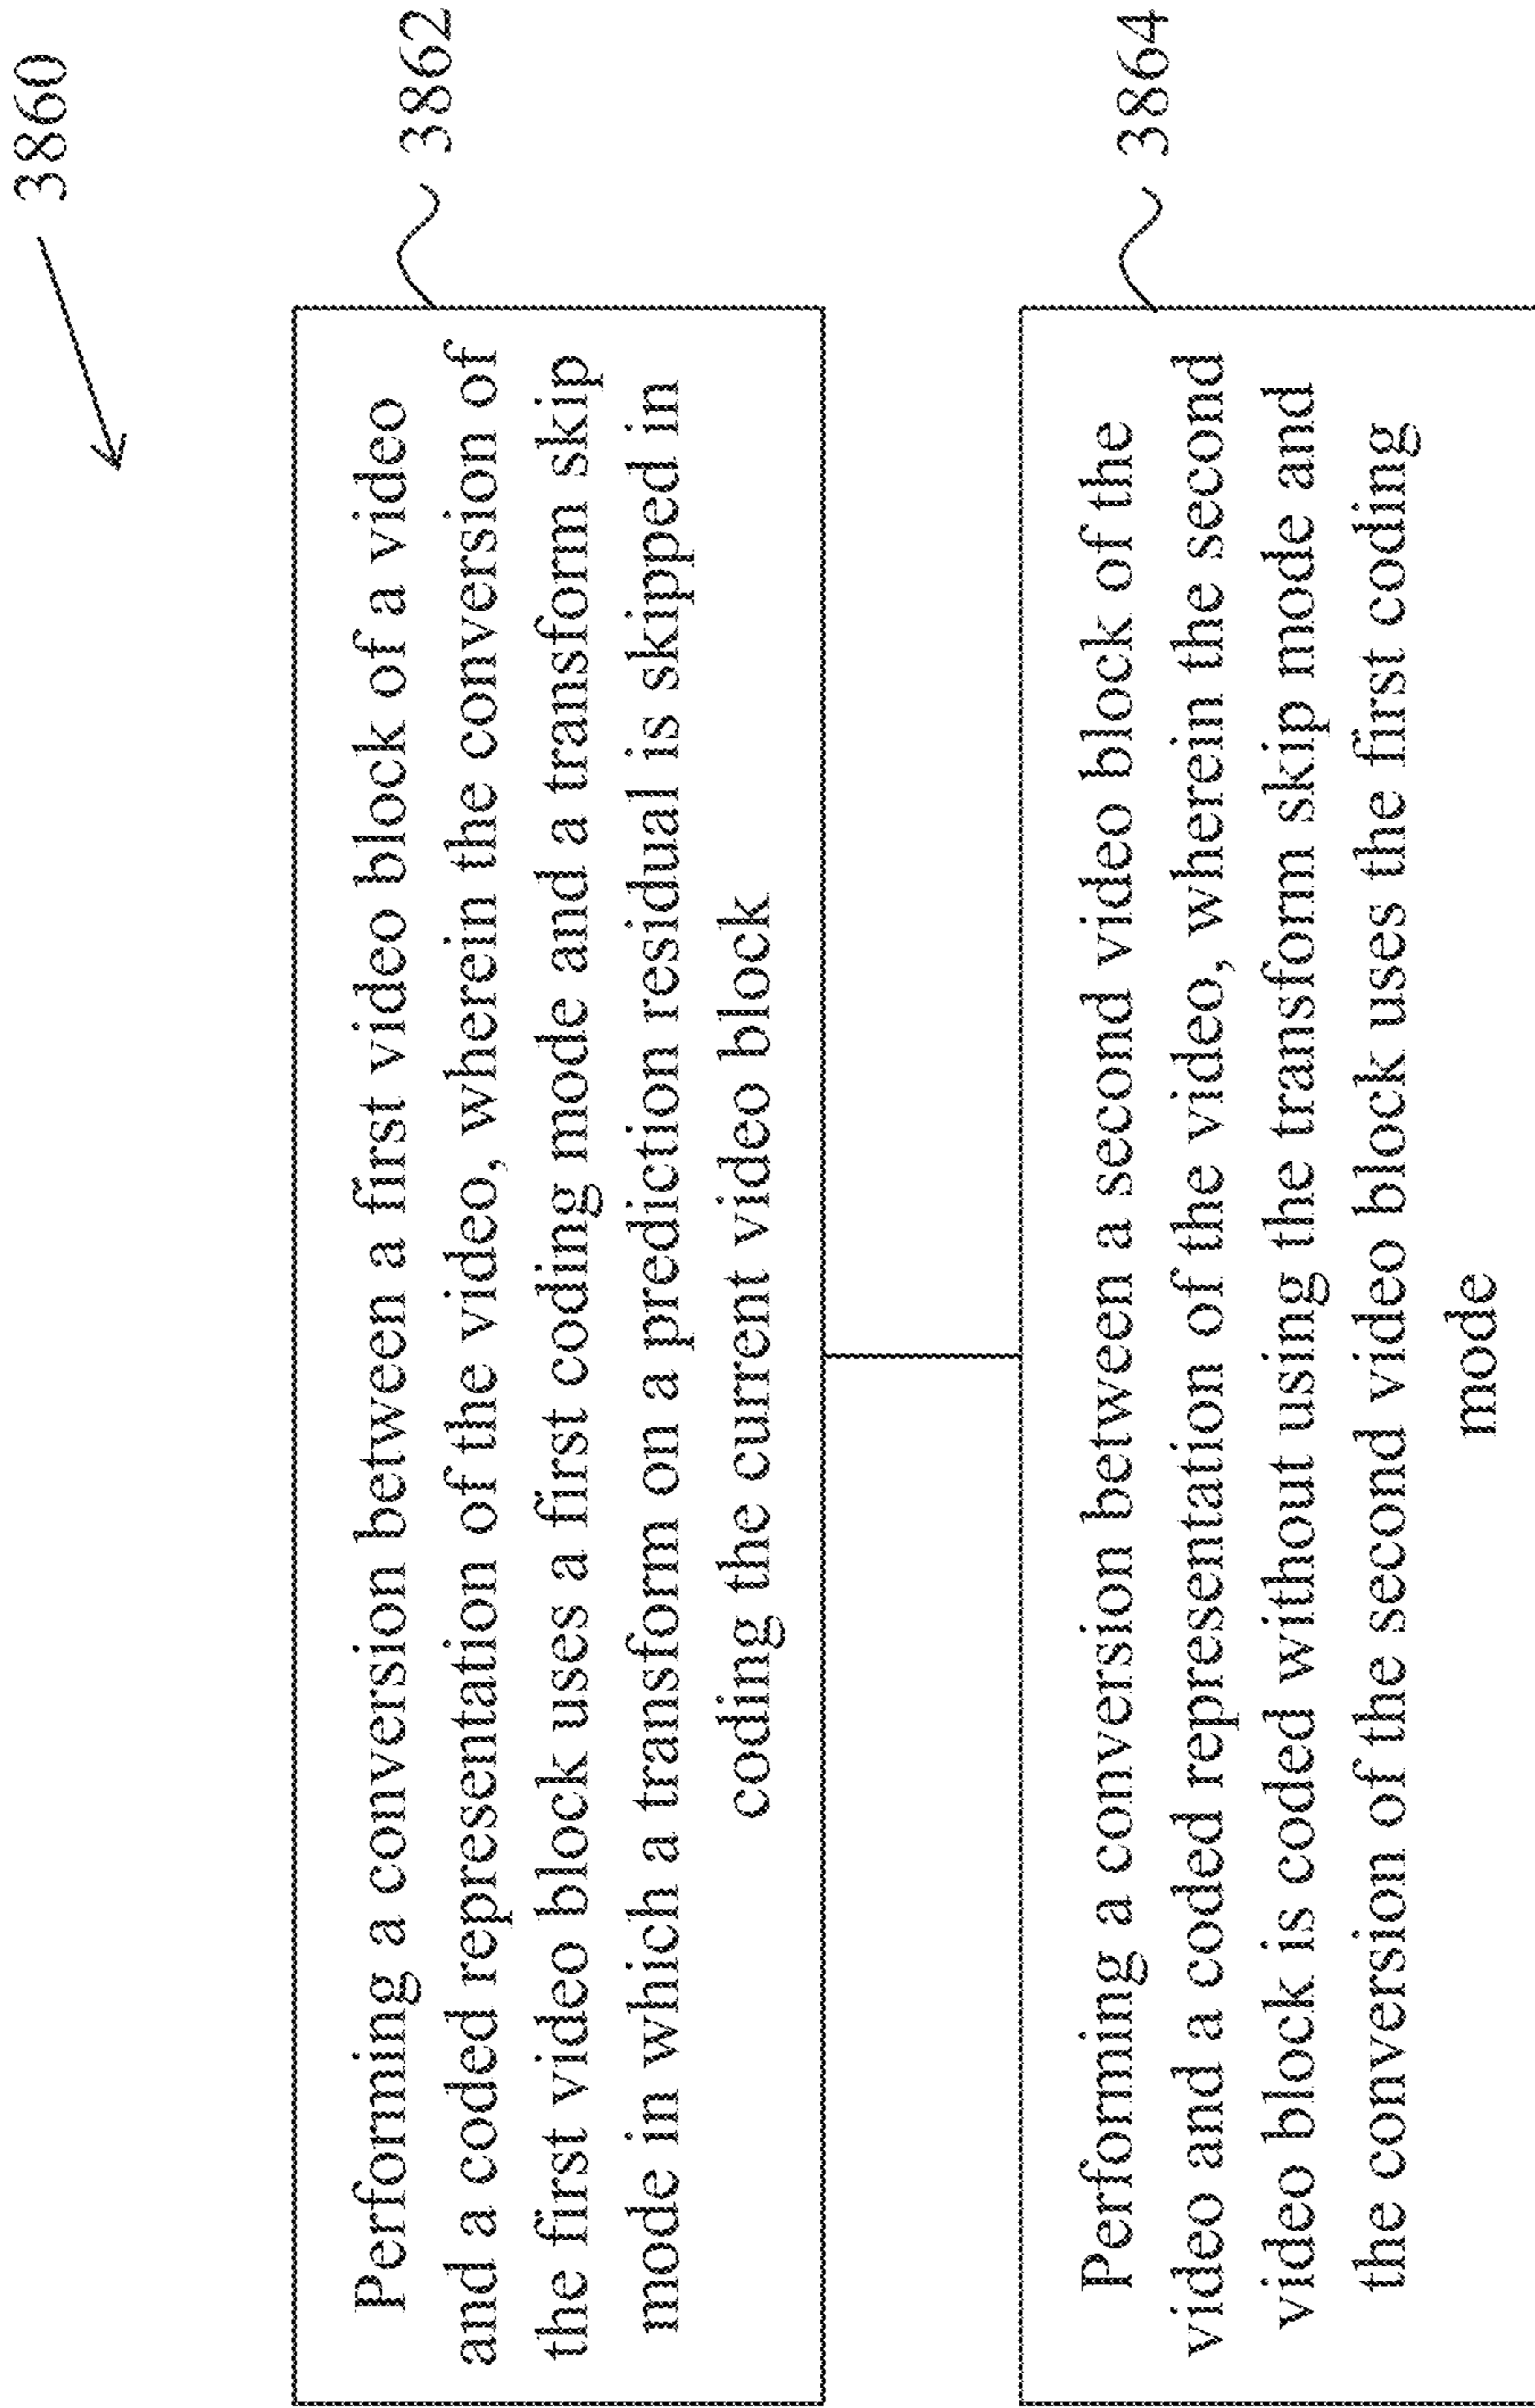 3860
Performing a conversion between a first video block of a video
and a coded representation of the video, wherein the conversion of
the first video block uses a first coding mode and a transform skip
mode in which a transform on a prediction residual is skipped in
coding the current video block
3862
Performing a conversion between a second video block of the
video and a coded representation of the video, wherein the second
video block is coded without using the transform skip mode and
the conversion of the second video block uses the first coding
mode
3864